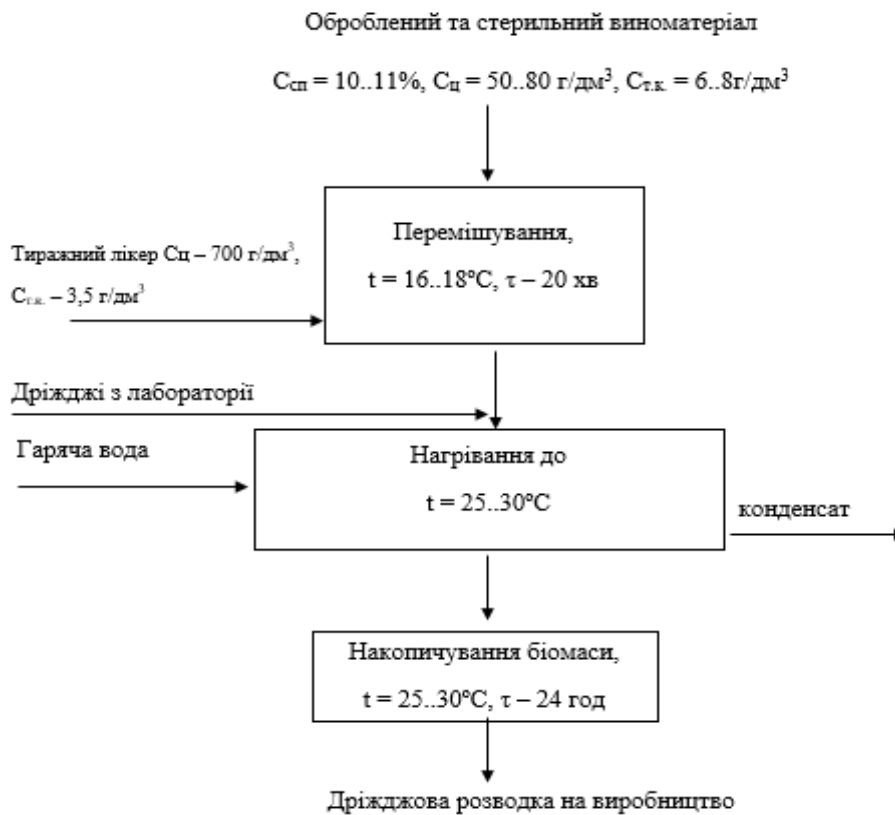 Оброблений та стерильний виноматеріал
Ссп = 10..11%, Сц = 50..80 г/дм³, Ст.к. = 6..8г/дм³
Перемішування,
t = 16..18ºС, τ – 20 хв
Тиражний лікер Сц – 700 г/дм³,
Ст.к. – 3,5 г/дм³
Дріжджі з лабораторії
Гаряча вода
Нагрівання до
t = 25..30ºС
конденсат
Накопичування біомаси,
t = 25..30ºС, τ – 24 год
Дріжджова розводка на виробництво